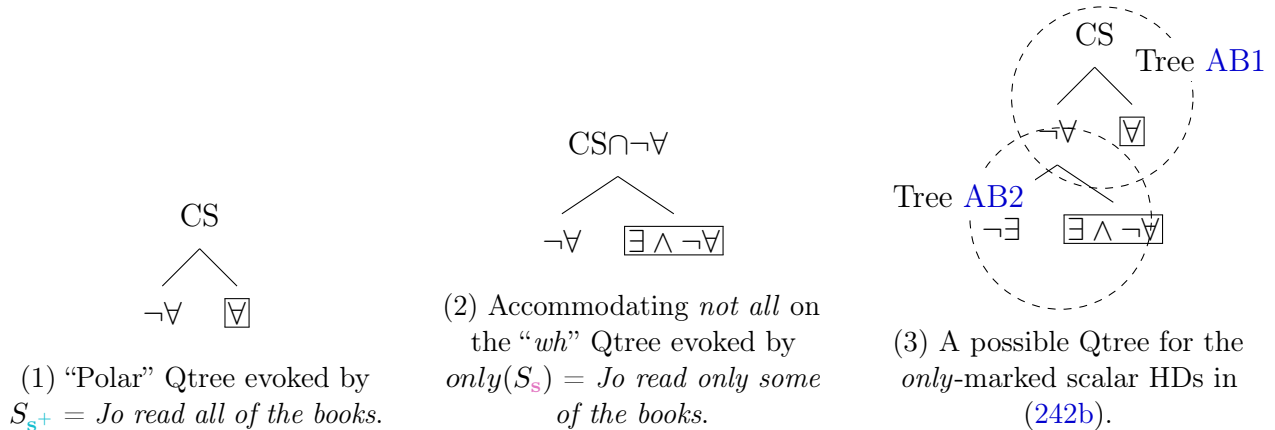 CS
¬∀ ∀
(1) “Polar” Qtree evoked by
S_{s⁺} = Jo read all of the books.
CS∩¬∀
¬∀ ∃ ∧ ¬∀
(2) Accommodating not all on
the “wh” Qtree evoked by
only(S_s) = Jo read only some
of the books.
CS
Tree AB1
¬∀ ∀
Tree AB2
¬∃ ∃ ∧ ¬∀
(3) A possible Qtree for the
only-marked scalar HDs in
(242b).